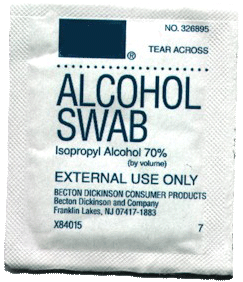 NO. 326895
®
TEAR ACROSS
ALCOHOL
SWAB
Isopropyl Alcohol 70%
(by volume)
EXTERNAL USE ONLY
BECTON DICKINSON CONSUMER PRODUCTS
Becton Dickinson and Company
Franklin Lakes, NJ 07417-1883
X84015 7